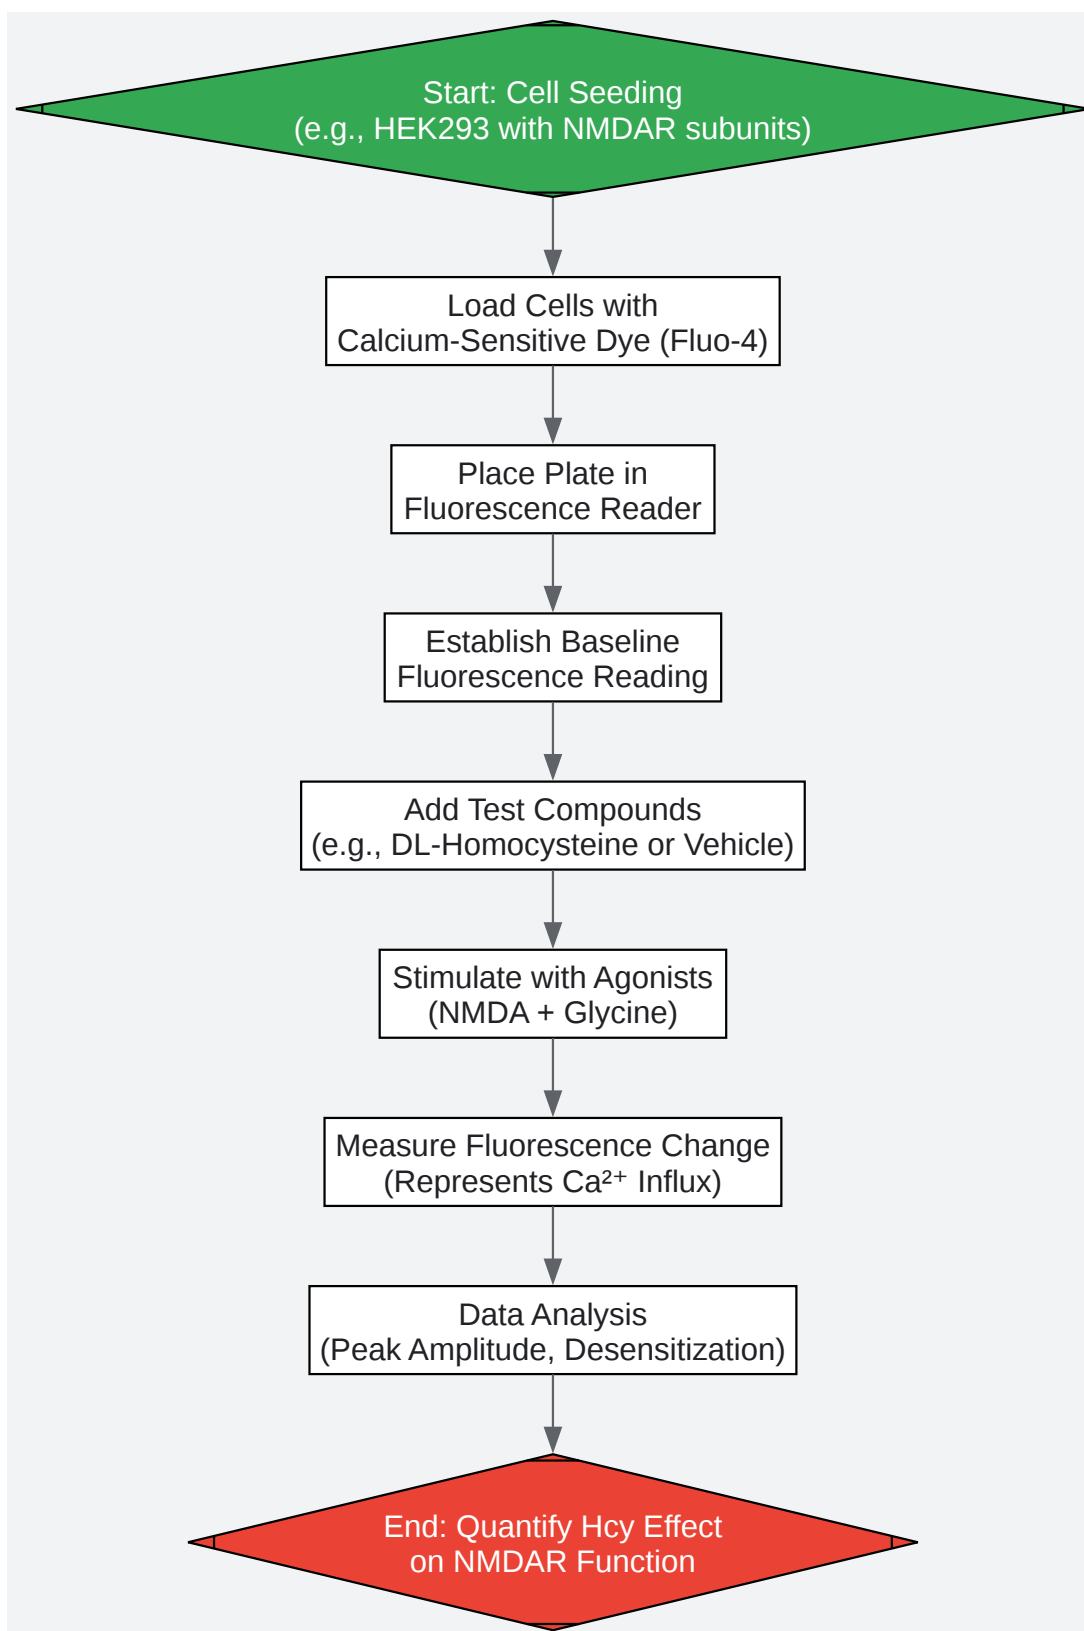 Start: Cell Seeding
(e.g., HEK293 with NMDAR subunits)
Load Cells with
Calcium-Sensitive Dye (Fluo-4)
Place Plate in
Fluorescence Reader
Establish Baseline
Fluorescence Reading
Add Test Compounds
(e.g., DL-Homocysteine or Vehicle)
Stimulate with Agonists
(NMDA + Glycine)
Measure Fluorescence Change
(Represents Ca²⁺ Influx)
Data Analysis
(Peak Amplitude, Desensitization)
End: Quantify Hcy Effect
on NMDAR Function